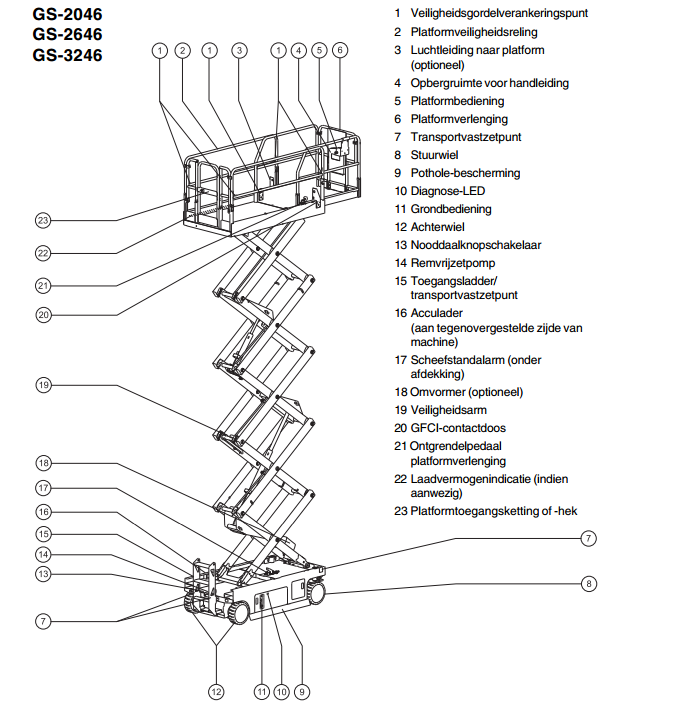 GS-2046
GS-2646
GS-3246
1 2 1 3 1 4 5 6
23
22
21
20
19
18
17
16
15
14
13
7
12 11 10 9
7
8
1 Veiligheidsgordelverankeringspunt
2 Platformveiligheidsreling
3 Luchtleiding naar platform
(optioneel)
4 Opbergruimte voor handleiding
5 Platformbediening
6 Platformverlenging
7 Transportvastzetpunt
8 Stuurwiel
9 Pothole-bescherming
10 Diagnose-LED
11 Grondbediening
12 Achterwiel
13 Nooddaalknopschakelaar
14 Remvrijzetpomp
15 Toegangsladder/
transportvastzetpunt
16 Acculader
(aan tegenovergestelde zijde van
machine)
17 Scheefstandalarm (onder
afdekking)
18 Omvormer (optioneel)
19 Veiligheidsarm
20 GFCI-contactdoos
21 Ontgrendelpedaal
platformverlenging
22 Laadvermogenindicatie (indien
aanwezig)
23 Platformtoegangsketting of -hek